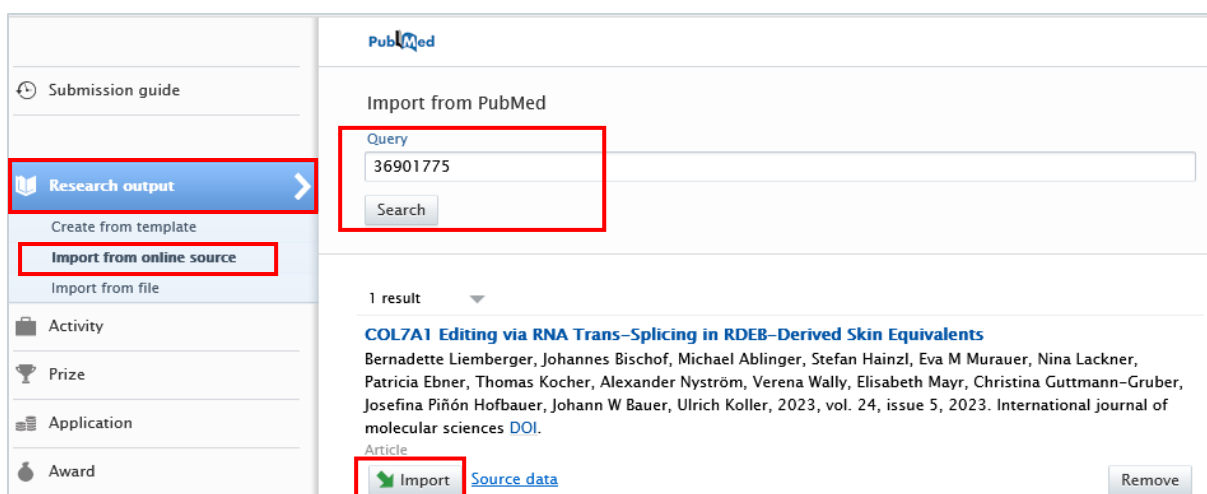 PubMed
Submission guide
Import from PubMed
Query
36901775
Search
Research output
Create from template
Import from online source
Import from file
Activity
Prize
Application
Award
1 result
COL7A1 Editing via RNA Trans-Splicing in RDEB-Derived Skin Equivalents
Bernadette Liemberger, Johannes Bischof, Michael Ablinger, Stefan Hainzl, Eva M Murauer, Nina Lackner,
Patricia Ebner, Thomas Kocher, Alexander Nyström, Verena Wally, Elisabeth Mayr, Christina Guttmann-Gruber,
Josefina Piñón Hofbauer, Johann W Bauer, Ulrich Koller, 2023, vol. 24, issue 5, 2023. International journal of
molecular sciences DOI.
Article
Import Source data Remove